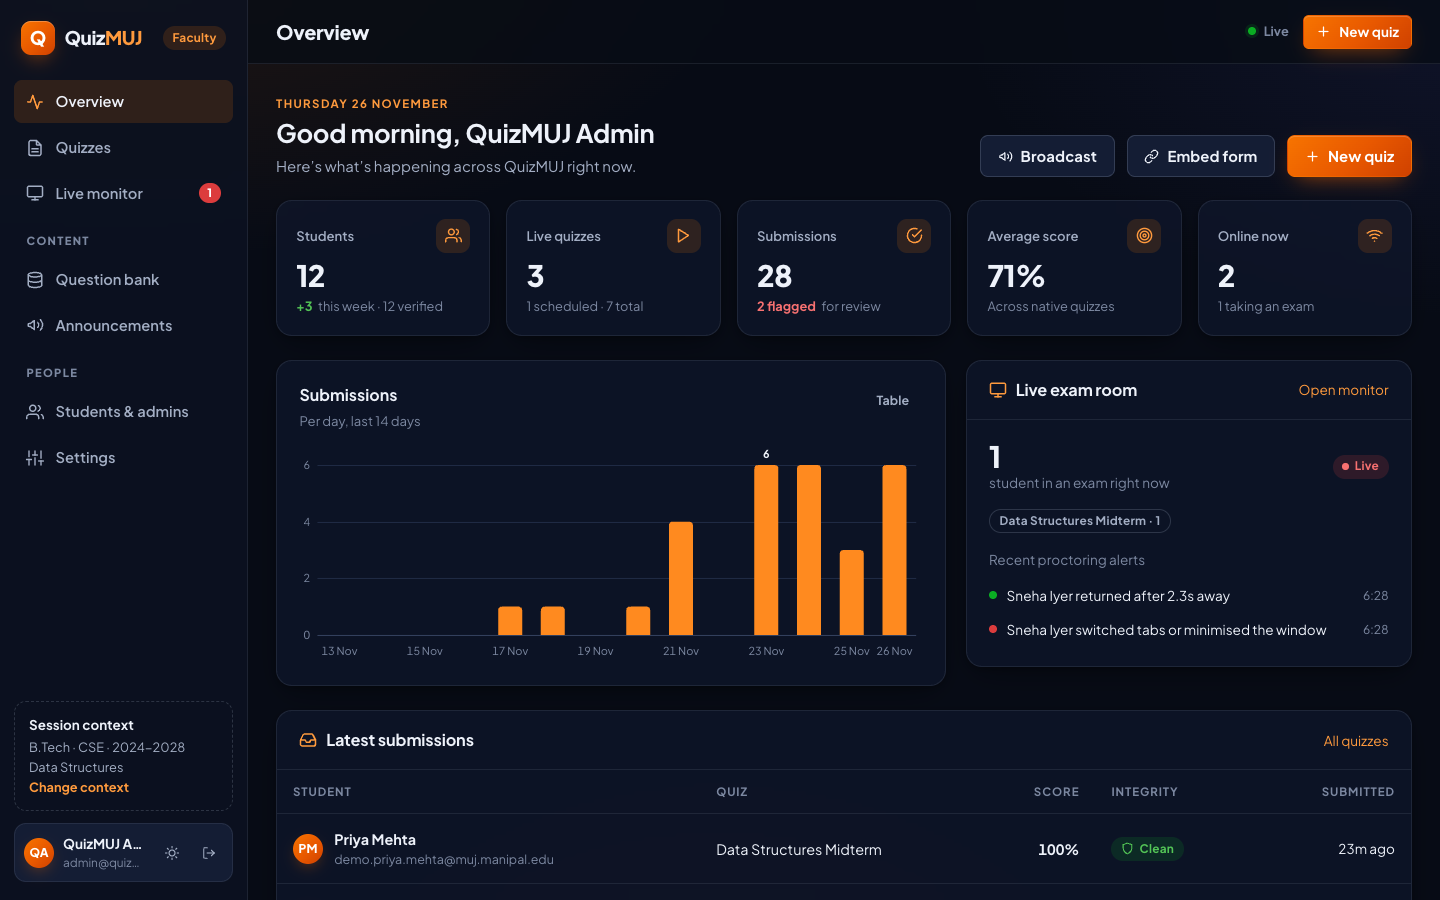 Q QuizMUJ Faculty
Overview
Quizzes
Live monitor 1
CONTENT
Question bank
Announcements
PEOPLE
Students & admins
Settings
Session context
B.Tech · CSE · 2024–2028
Data Structures
Change context
QA QuizMUJ A...
admin@quiz...
Overview
Live
+ New quiz
THURSDAY 26 NOVEMBER
Good morning, QuizMUJ Admin
Here's what's happening across QuizMUJ right now.
Broadcast
Embed form
+ New quiz
Students
12
+3 this week · 12 verified
Live quizzes
3
1 scheduled · 7 total
Submissions
28
2 flagged for review
Average score
71%
Across native quizzes
Online now
2
1 taking an exam
Submissions
Per day, last 14 days
Table
6
6
4
2
0
13 Nov 15 Nov 17 Nov 19 Nov 21 Nov 23 Nov 25 Nov 26 Nov
Live exam room
Open monitor
1
student in an exam right now
Live
Data Structures Midterm · 1
Recent proctoring alerts
Sneha Iyer returned after 2.3s away 6:28
Sneha Iyer switched tabs or minimised the window 6:28
Latest submissions
All quizzes
STUDENT QUIZ SCORE INTEGRITY SUBMITTED
PM Priya Mehta
demo.priya.mehta@muj.manipal.edu
Data Structures Midterm 100% Clean 23m ago